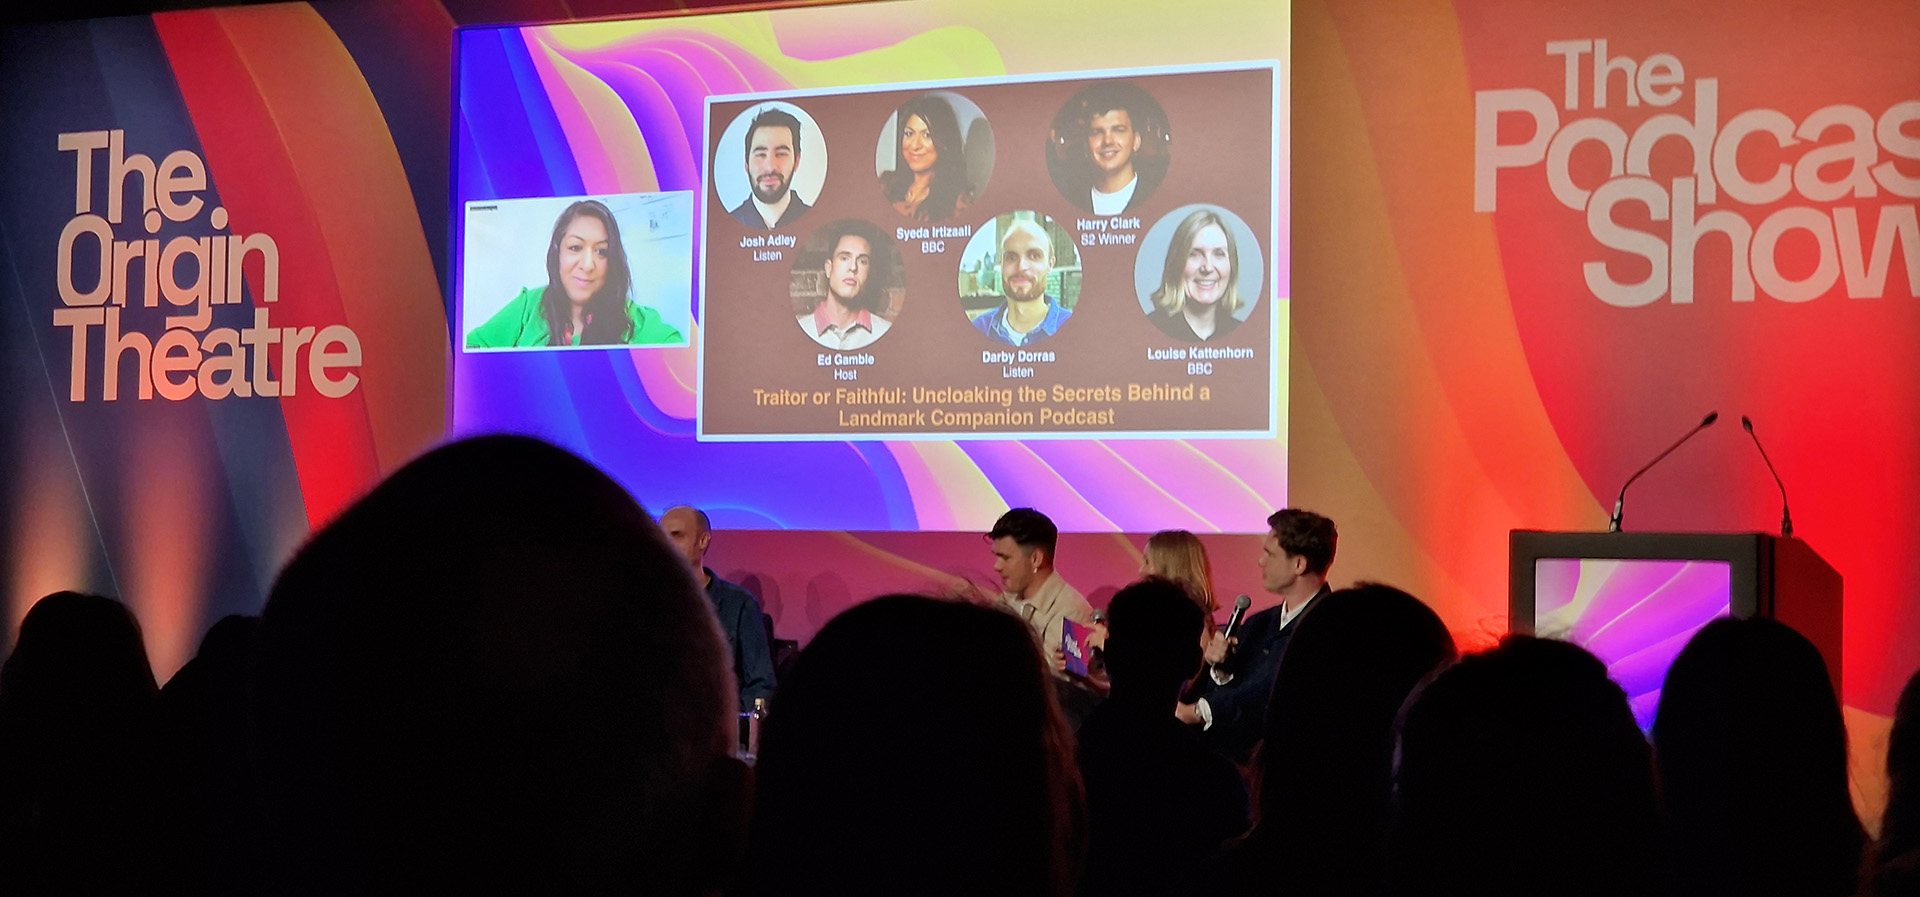 The
Origin
Theatre
Josh Adley
Listen
Syeda Irtizaali
BBC
Harry Clark
S2 Winner
Ed Gamble
Host
Darby Dorras
Listen
Louise Kattenhorn
BBC
Traitor or Faithful: Uncloaking the Secrets Behind a
Landmark Companion Podcast
The
Podcas
Show